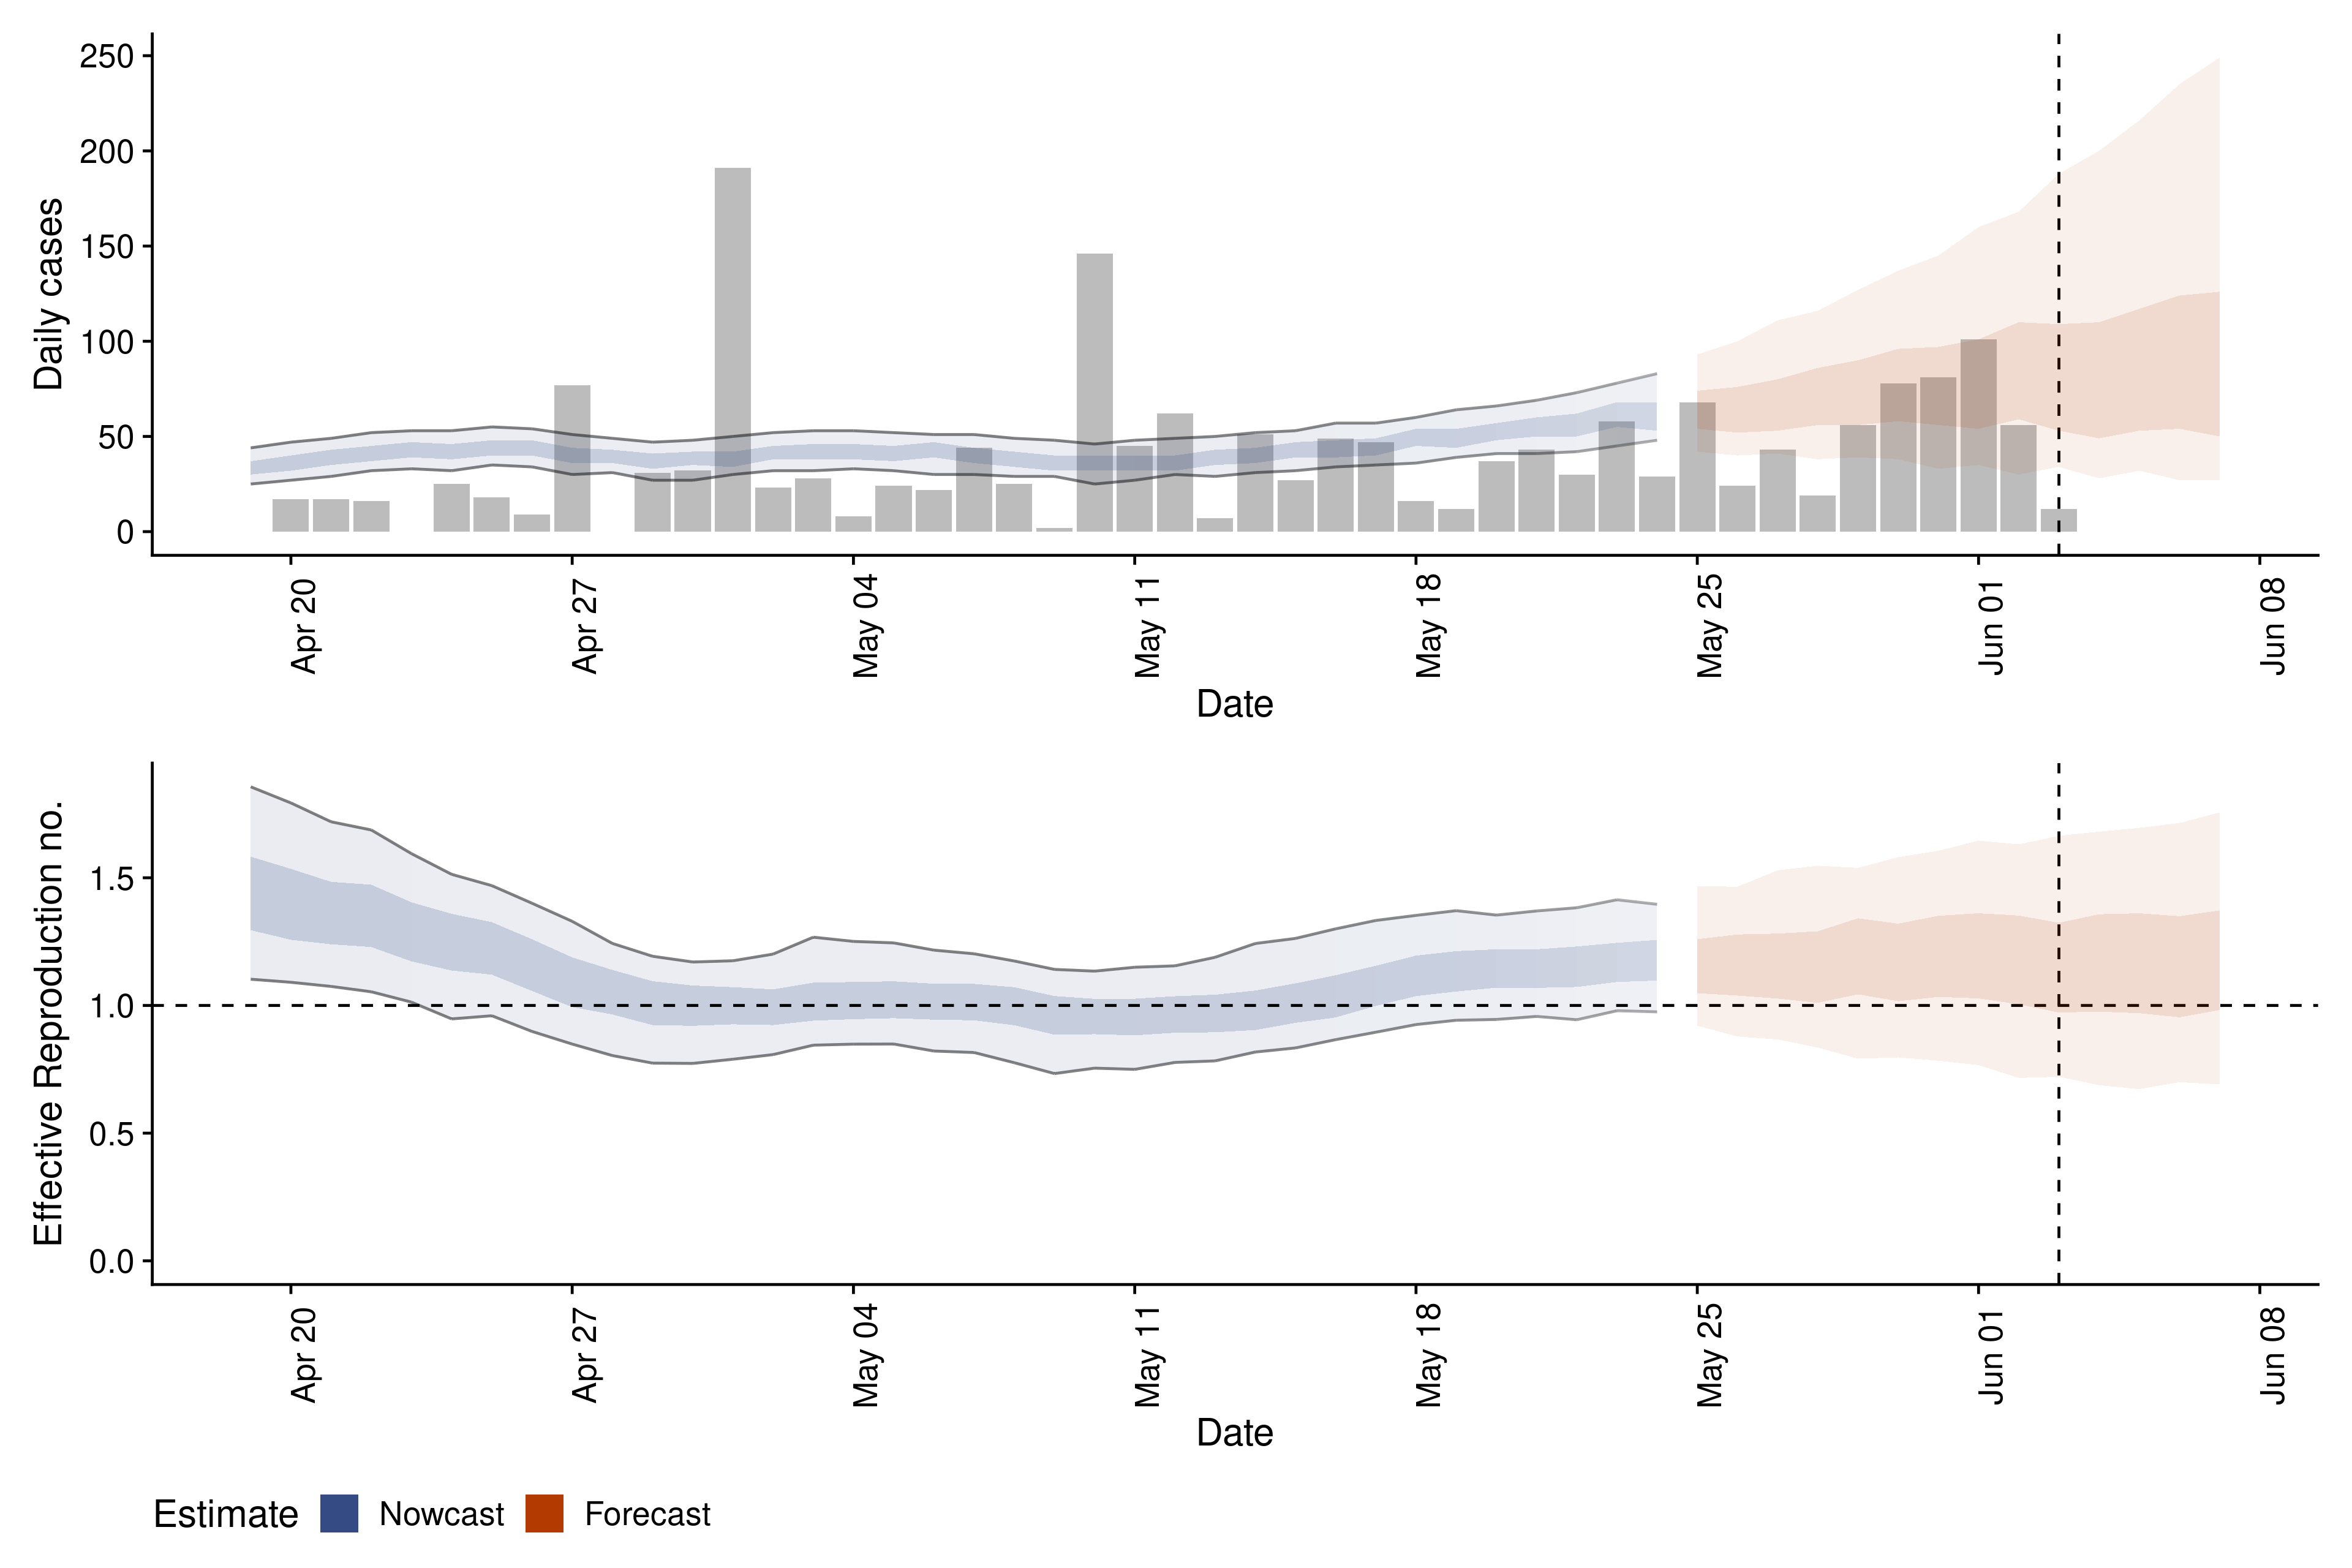 Daily cases
250
200
150
100
50
0
Apr 20
Apr 27
May 04
May 11
May 18
May 25
Jun 01
Jun 08
Date
Effective Reproduction no.
1.5
1.0
0.5
0.0
Apr 20
Apr 27
May 04
May 11
May 18
May 25
Jun 01
Jun 08
Date
Estimate Nowcast Forecast